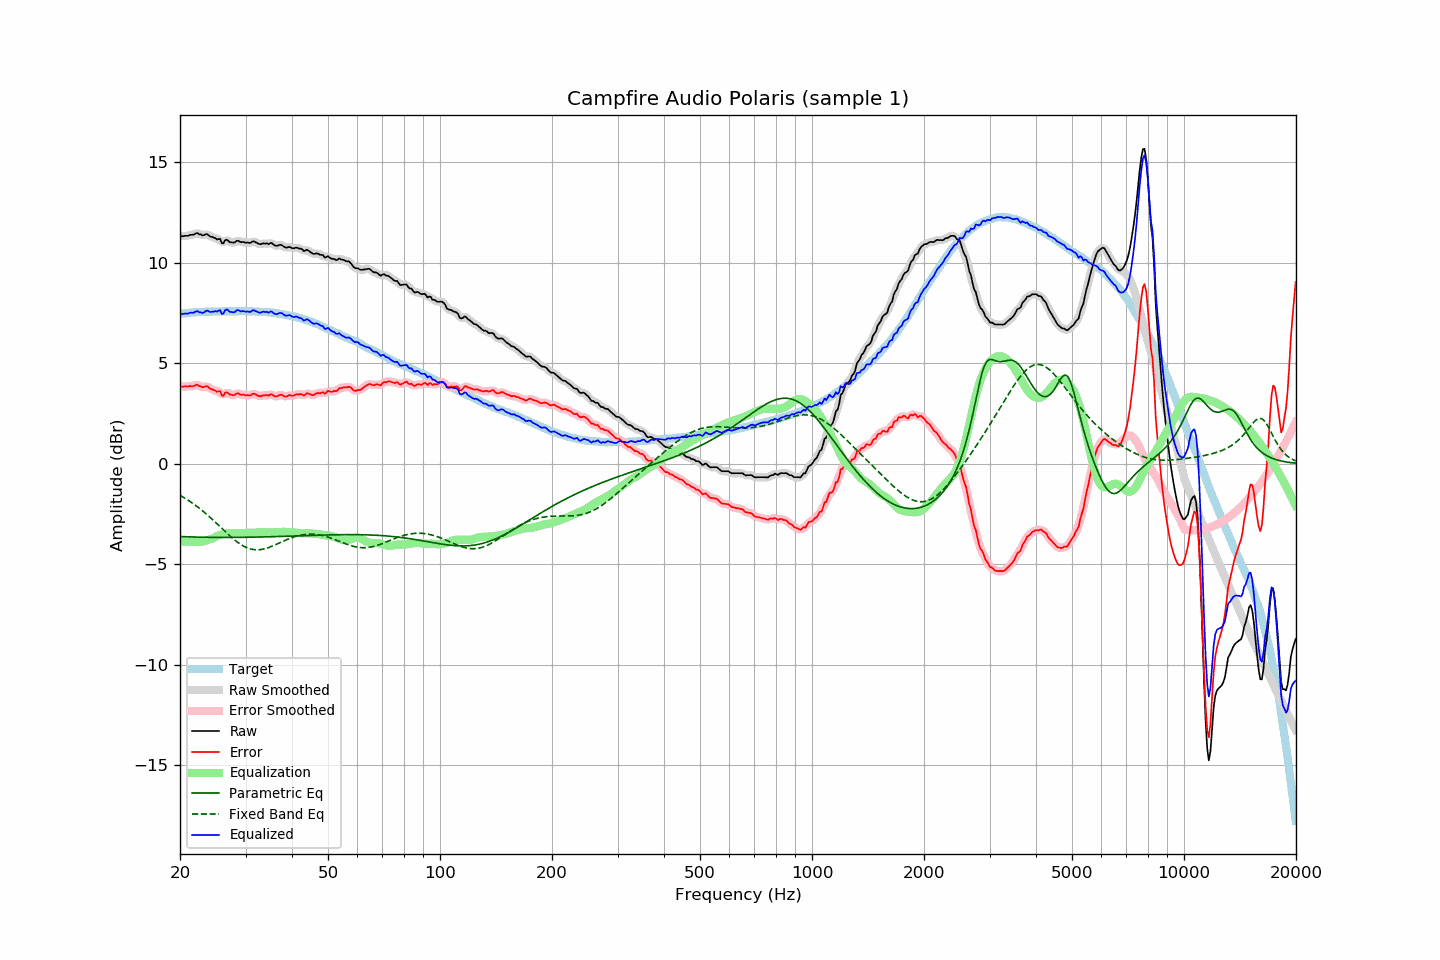 Campfire Audio Polaris (sample 1)
Amplitude (dBr)
15
10
5
0
−5
−10
−15
Target
Raw Smoothed
Error Smoothed
Raw
Error
Equalization
Parametric Eq
Fixed Band Eq
Equalized
20 50 100 200 500 1000 2000 5000 10000 20000
Frequency (Hz)